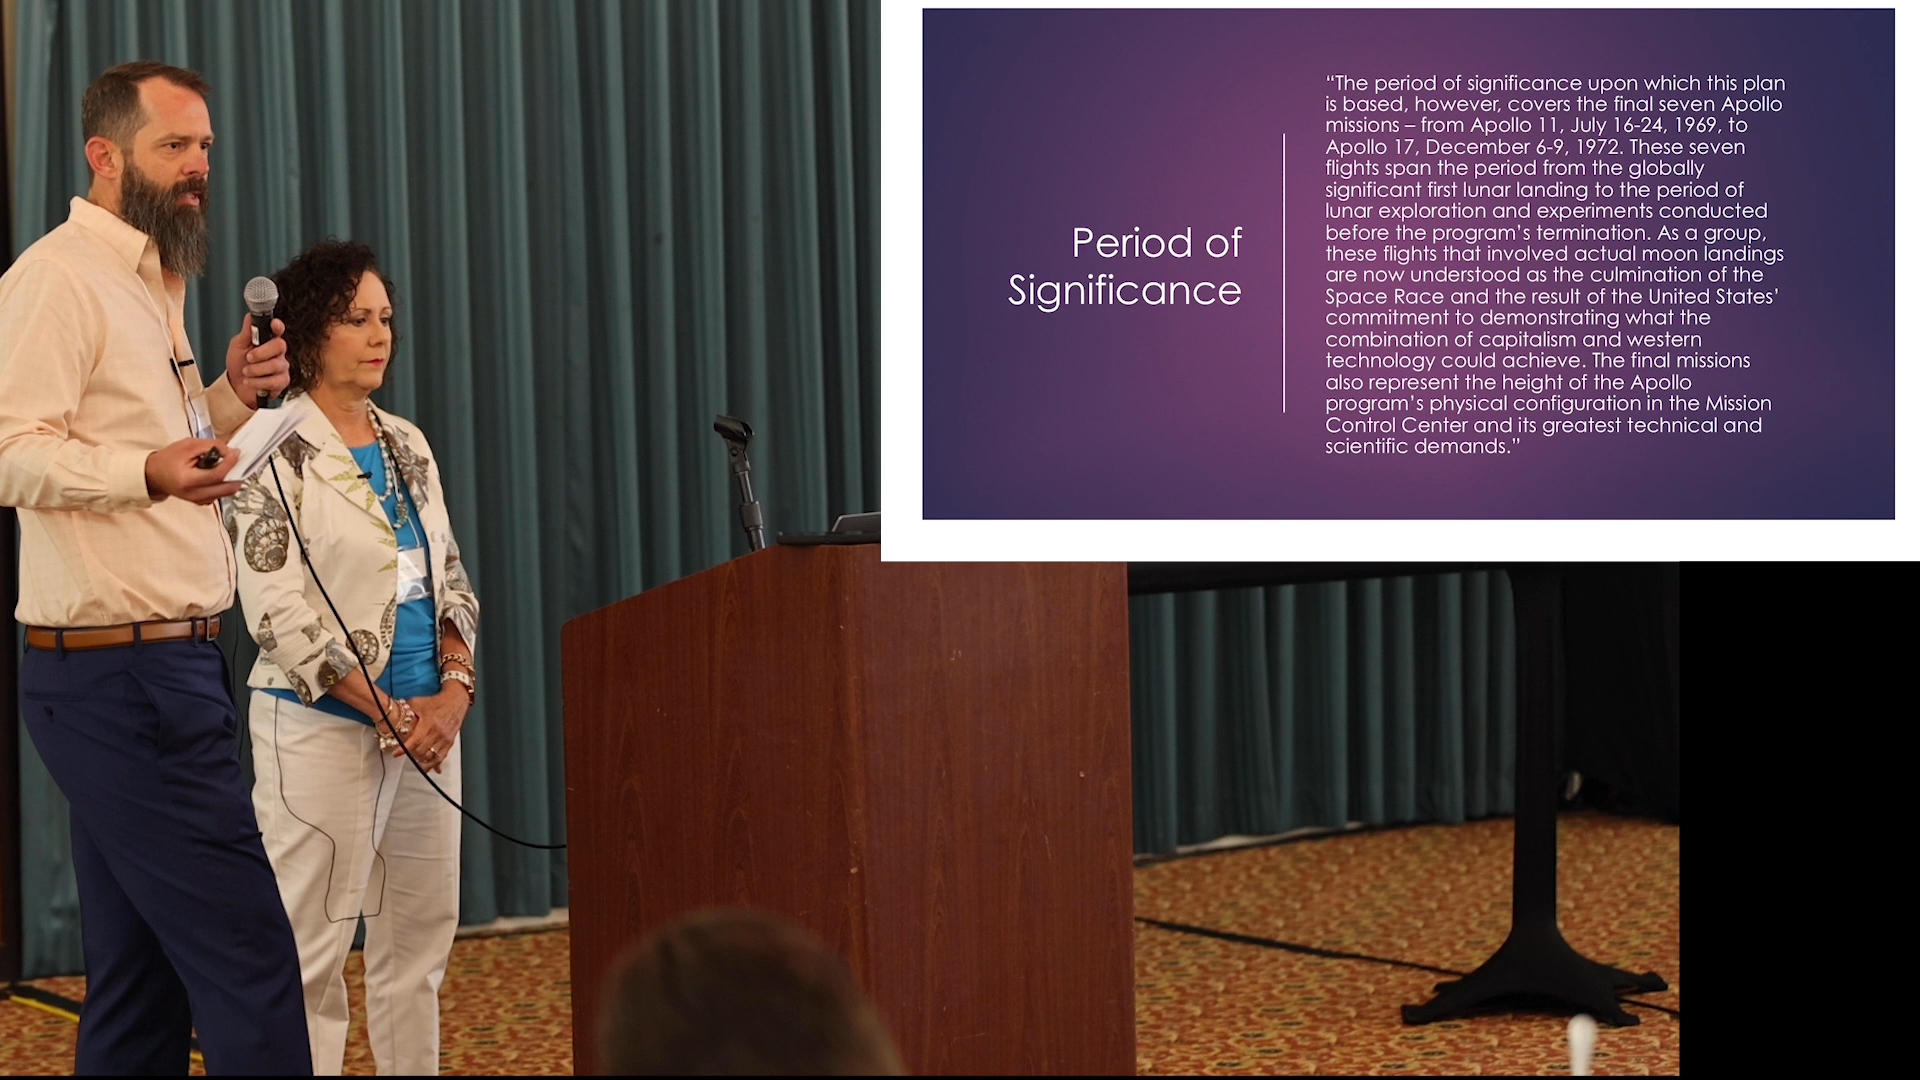 Period of
Significance
“The period of significance upon which this plan
is based, however, covers the final seven Apollo
missions – from Apollo 11, July 16-24, 1969, to
Apollo 17, December 6-9, 1972. These seven
flights span the period from the globally
significant first lunar landing to the period of
lunar exploration and experiments conducted
before the program’s termination. As a group,
these flights that involved actual moon landings
are now understood as the culmination of the
Space Race and the result of the United States’
commitment to demonstrating what the
combination of capitalism and western
technology could achieve. The final missions
also represent the height of the Apollo
program’s physical configuration in the Mission
Control Center and its greatest technical and
scientific demands.”